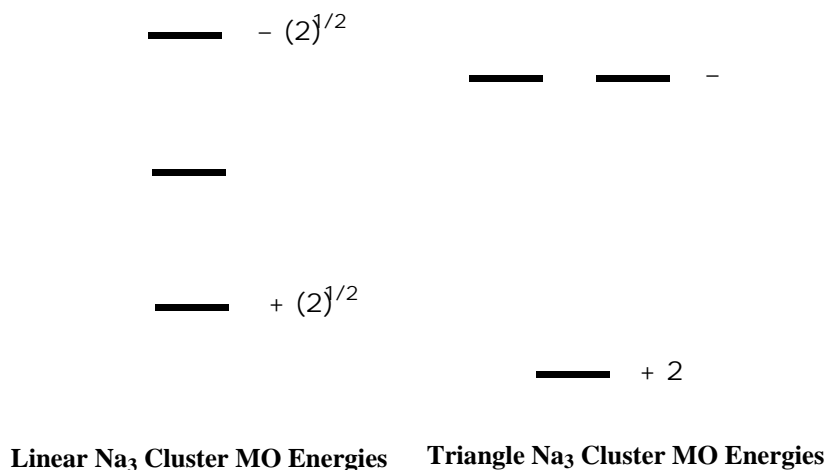 − (2)1/2
−
+ (2)1/2
+ 2
Linear Na3 Cluster MO Energies
Triangle Na3 Cluster MO Energies